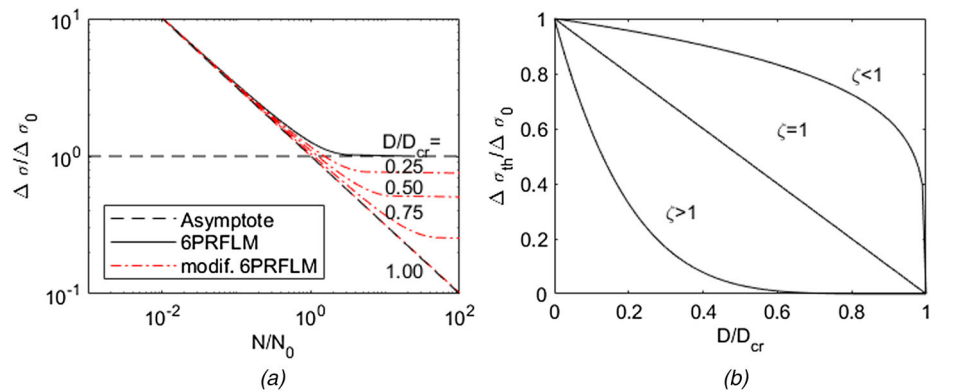 10^1
10^0
10^-1
Δσ/Δσ_0
D/D_cr=
0.25
0.50
0.75
1.00
Asymptote
6PRFLM
modif. 6PRFLM
10^-2 10^0 10^2
N/N_0
(a)
1
0.8
0.6
0.4
0.2
0
Δσ_th/Δσ_0
ζ<1
ζ=1
ζ>1
0 0.2 0.4 0.6 0.8 1
D/D_cr
(b)